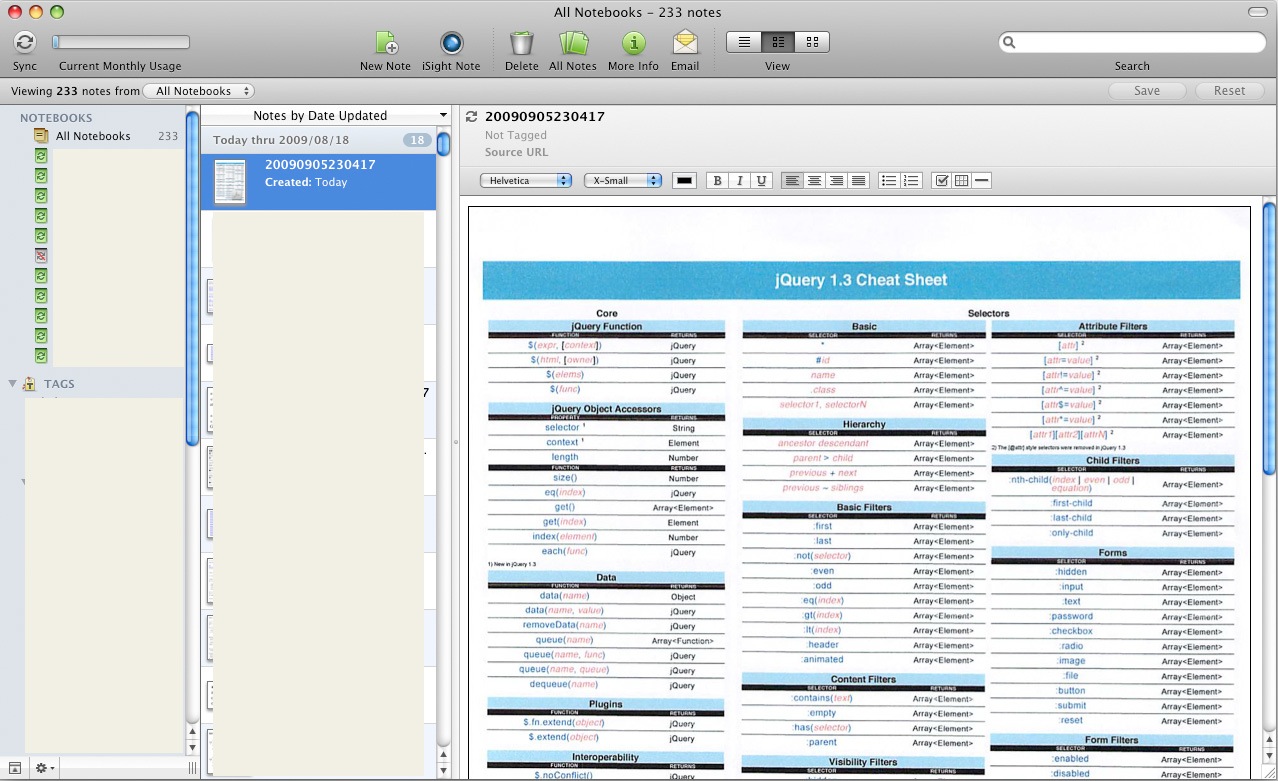 All Notebooks – 233 notes
Sync
Current Monthly Usage
New Note
iSight Note
Delete
All Notes
More Info
Email
View
Search
Viewing 233 notes from
All Notebooks
Save
Reset
NOTEBOOKS
All Notebooks 233
TAGS
Notes by Date Updated
Today thru 2009/08/18 18
20090905230417
Created: Today
7
20090905230417
Not Tagged
Source URL
Helvetica
X-Small
B I U
jQuery 1.3 Cheat Sheet
Core
jQuery Function
FUNCTION RETURNS
$(expr, [context]) jQuery
$(html, [owner]) jQuery
$(elems) jQuery
$(func) jQuery
jQuery Object Accessors
PROPERTY RETURNS
selector ¹ String
context ¹ Element
length Number
FUNCTION RETURNS
size() Number
eq(index) jQuery
get() Array<Element>
get(index) Element
index(element) Number
each(func) jQuery
1) New in jQuery 1.3
Data
FUNCTION RETURNS
data(name) Object
data(name, value) jQuery
removeData(name) jQuery
queue(name) Array<Function>
queue(name, func) jQuery
queue(name, queue) jQuery
dequeue(name) jQuery
Plugins
FUNCTION RETURNS
$.fn.extend(object) jQuery
$.extend(object) jQuery
Interoperability
$.noConflict() jQuery
Selectors
Basic
SELECTOR RETURNS
* Array<Element>
#id Array<Element>
name Array<Element>
.class Array<Element>
selector1, selectorN Array<Element>
Hierarchy
SELECTOR RETURNS
ancestor descendant Array<Element>
parent > child Array<Element>
previous + next Array<Element>
previous ~ siblings Array<Element>
Basic Filters
SELECTOR RETURNS
:first Array<Element>
:last Array<Element>
:not(selector) Array<Element>
:even Array<Element>
:odd Array<Element>
:eq(index) Array<Element>
:gt(index) Array<Element>
:lt(index) Array<Element>
:header Array<Element>
:animated Array<Element>
Content Filters
SELECTOR RETURNS
:contains(text) Array<Element>
:empty Array<Element>
:has(selector) Array<Element>
:parent Array<Element>
Visibility Filters
SELECTOR RETURNS
Attribute Filters
SELECTOR RETURNS
[attr] ² Array<Element>
[attr=value] ² Array<Element>
[attr!=value] ² Array<Element>
[attr^=value] ² Array<Element>
[attr$=value] ² Array<Element>
[attr*=value] ² Array<Element>
[attr1][attr2][attrN] ² Array<Element>
2) The [@attr] style selectors were removed in jQuery 1.3
Child Filters
SELECTOR RETURNS
:nth-child(index | even | odd | Array<Element>
equation)
:first-child Array<Element>
:last-child Array<Element>
:only-child Array<Element>
Forms
SELECTOR RETURNS
:hidden Array<Element>
:input Array<Element>
:text Array<Element>
:password Array<Element>
:checkbox Array<Element>
:radio Array<Element>
:image Array<Element>
:file Array<Element>
:button Array<Element>
:submit Array<Element>
:reset Array<Element>
Form Filters
SELECTOR RETURNS
:enabled Array<Element>
:disabled Array<Element>